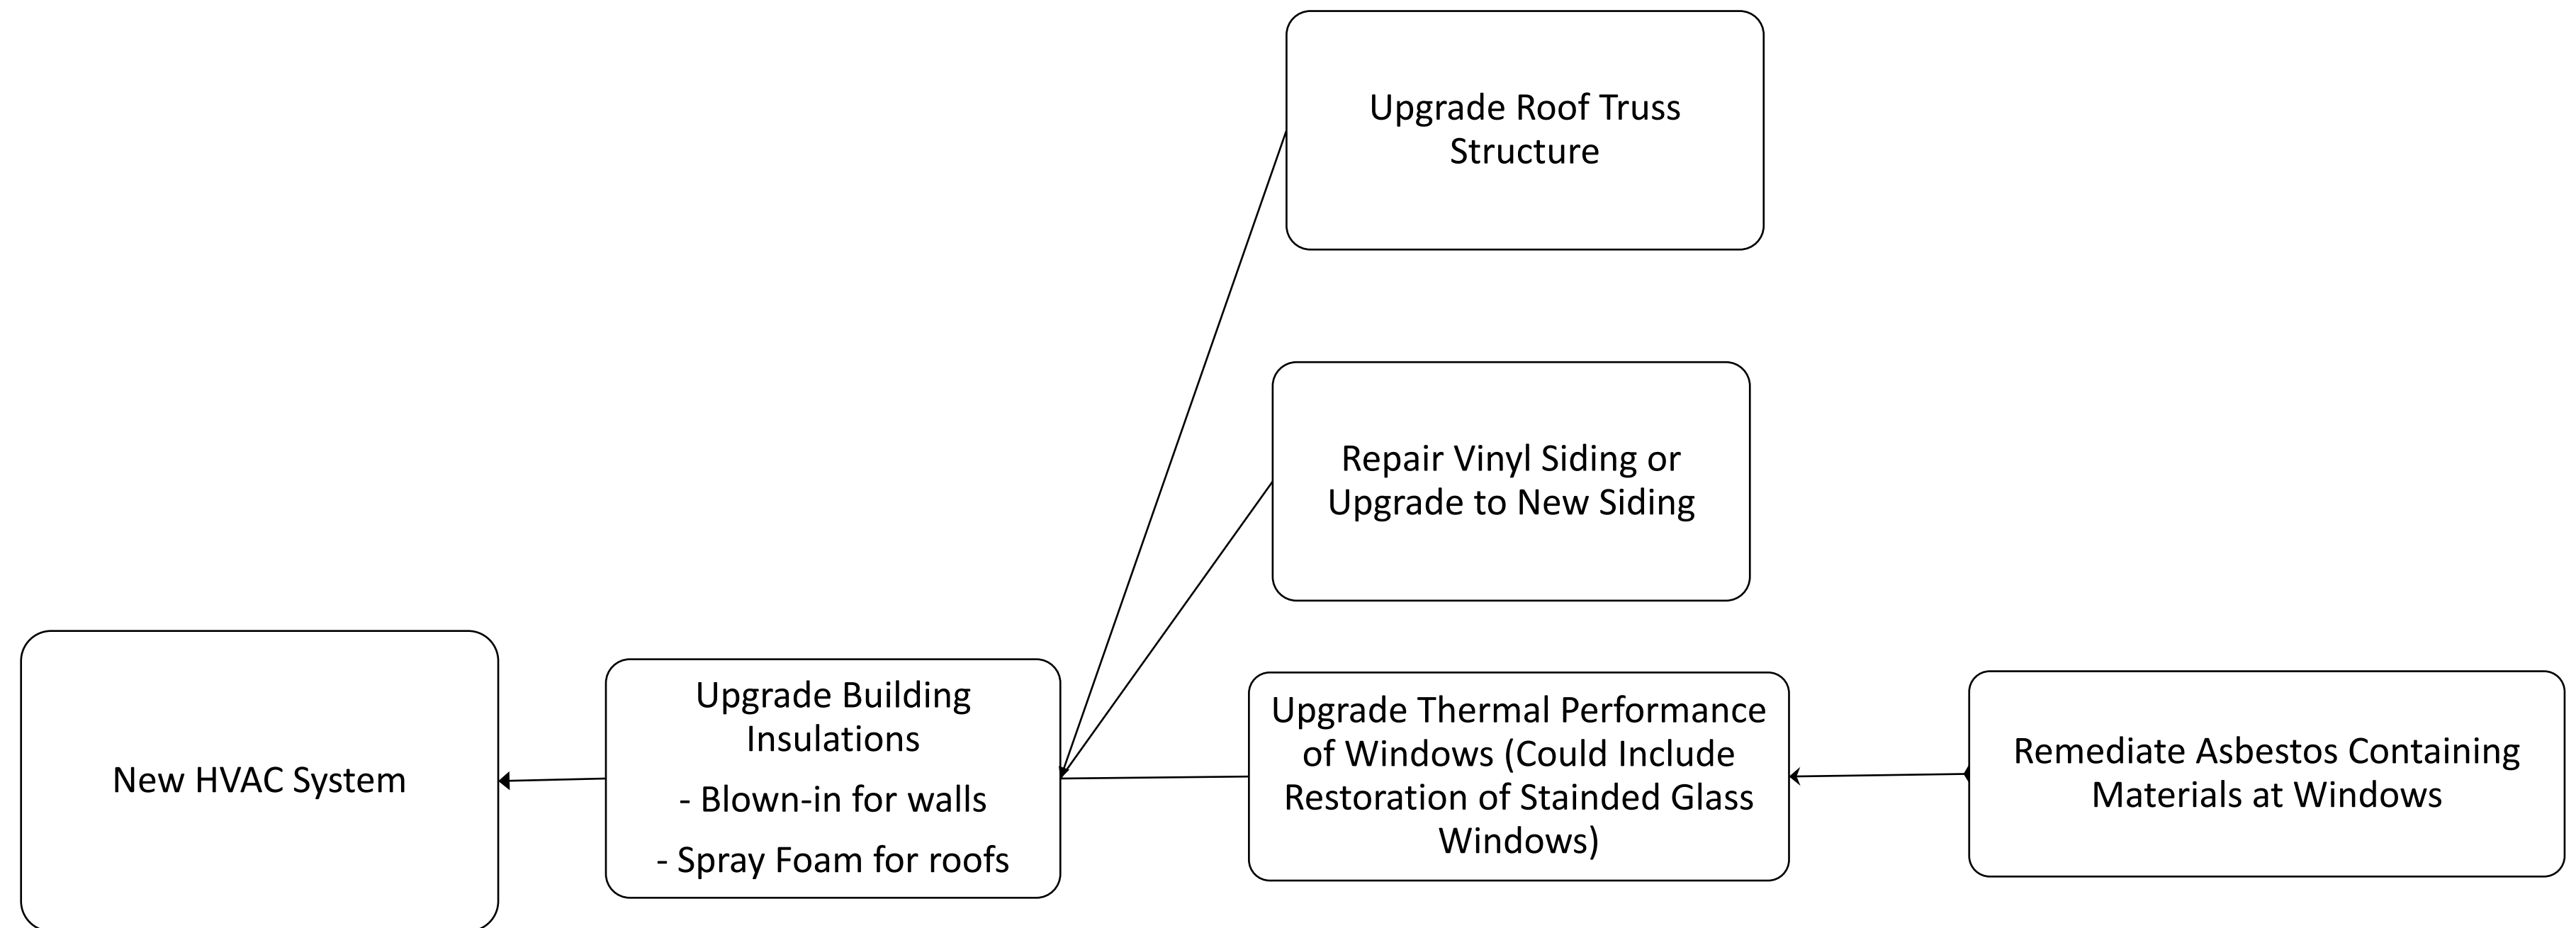 Upgrade Roof Truss
Structure
Repair Vinyl Siding or
Upgrade to New Siding
New HVAC System
Upgrade Building
Insulations
- Blown-in for walls
- Spray Foam for roofs
Upgrade Thermal Performance
of Windows (Could Include
Restoration of Stainded Glass
Windows)
Remediate Asbestos Containing
Materials at Windows